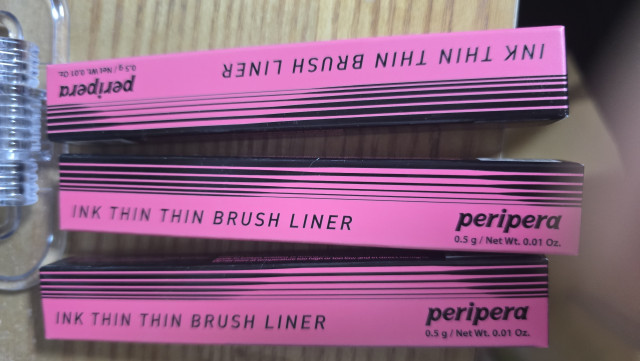 INK THIN THIN BRUSH LINER
peripera
0.5 g / Net Wt. 0.01 Oz.
INK THIN THIN BRUSH LINER
peripera
0.5 g / Net Wt. 0.01 Oz.
INK THIN THIN BRUSH LINER
peripera
0.5 g / Net Wt. 0.01 Oz.